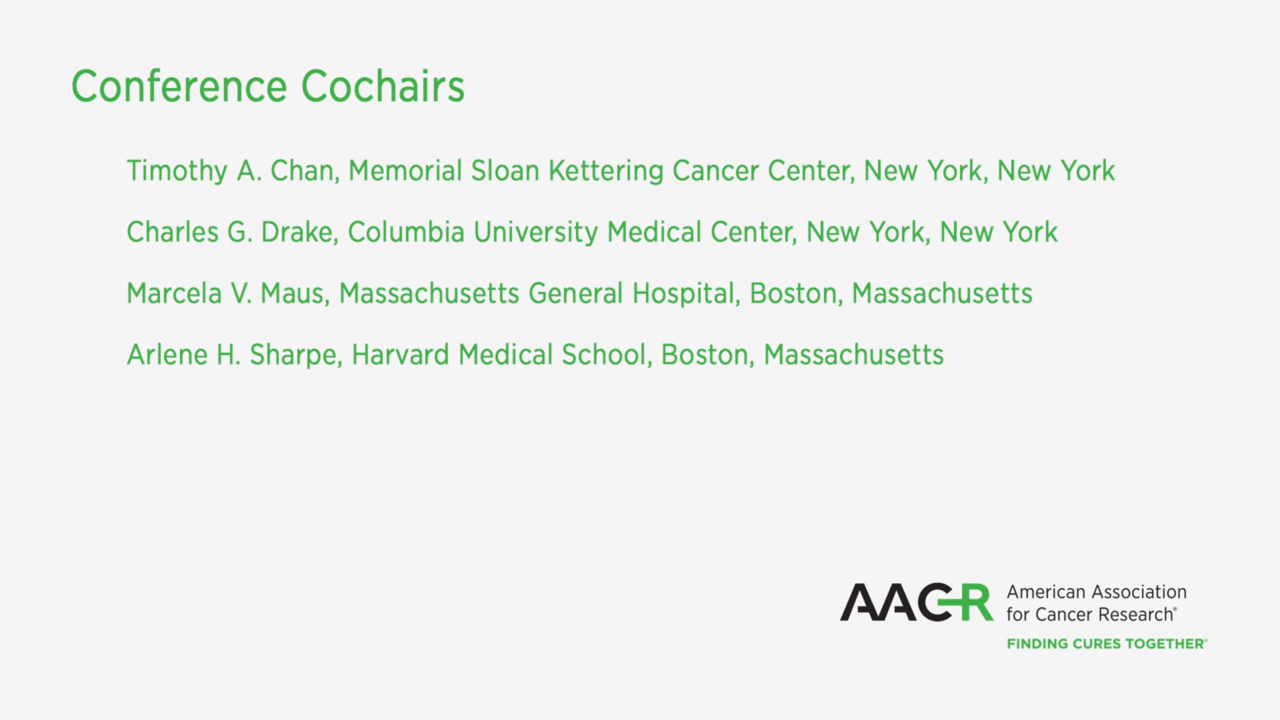 Conference Cochairs
Timothy A. Chan, Memorial Sloan Kettering Cancer Center, New York, New York
Charles G. Drake, Columbia University Medical Center, New York, New York
Marcela V. Maus, Massachusetts General Hospital, Boston, Massachusetts
Arlene H. Sharpe, Harvard Medical School, Boston, Massachusetts
AACR
American Association
for Cancer Research®
FINDING CURES TOGETHER®